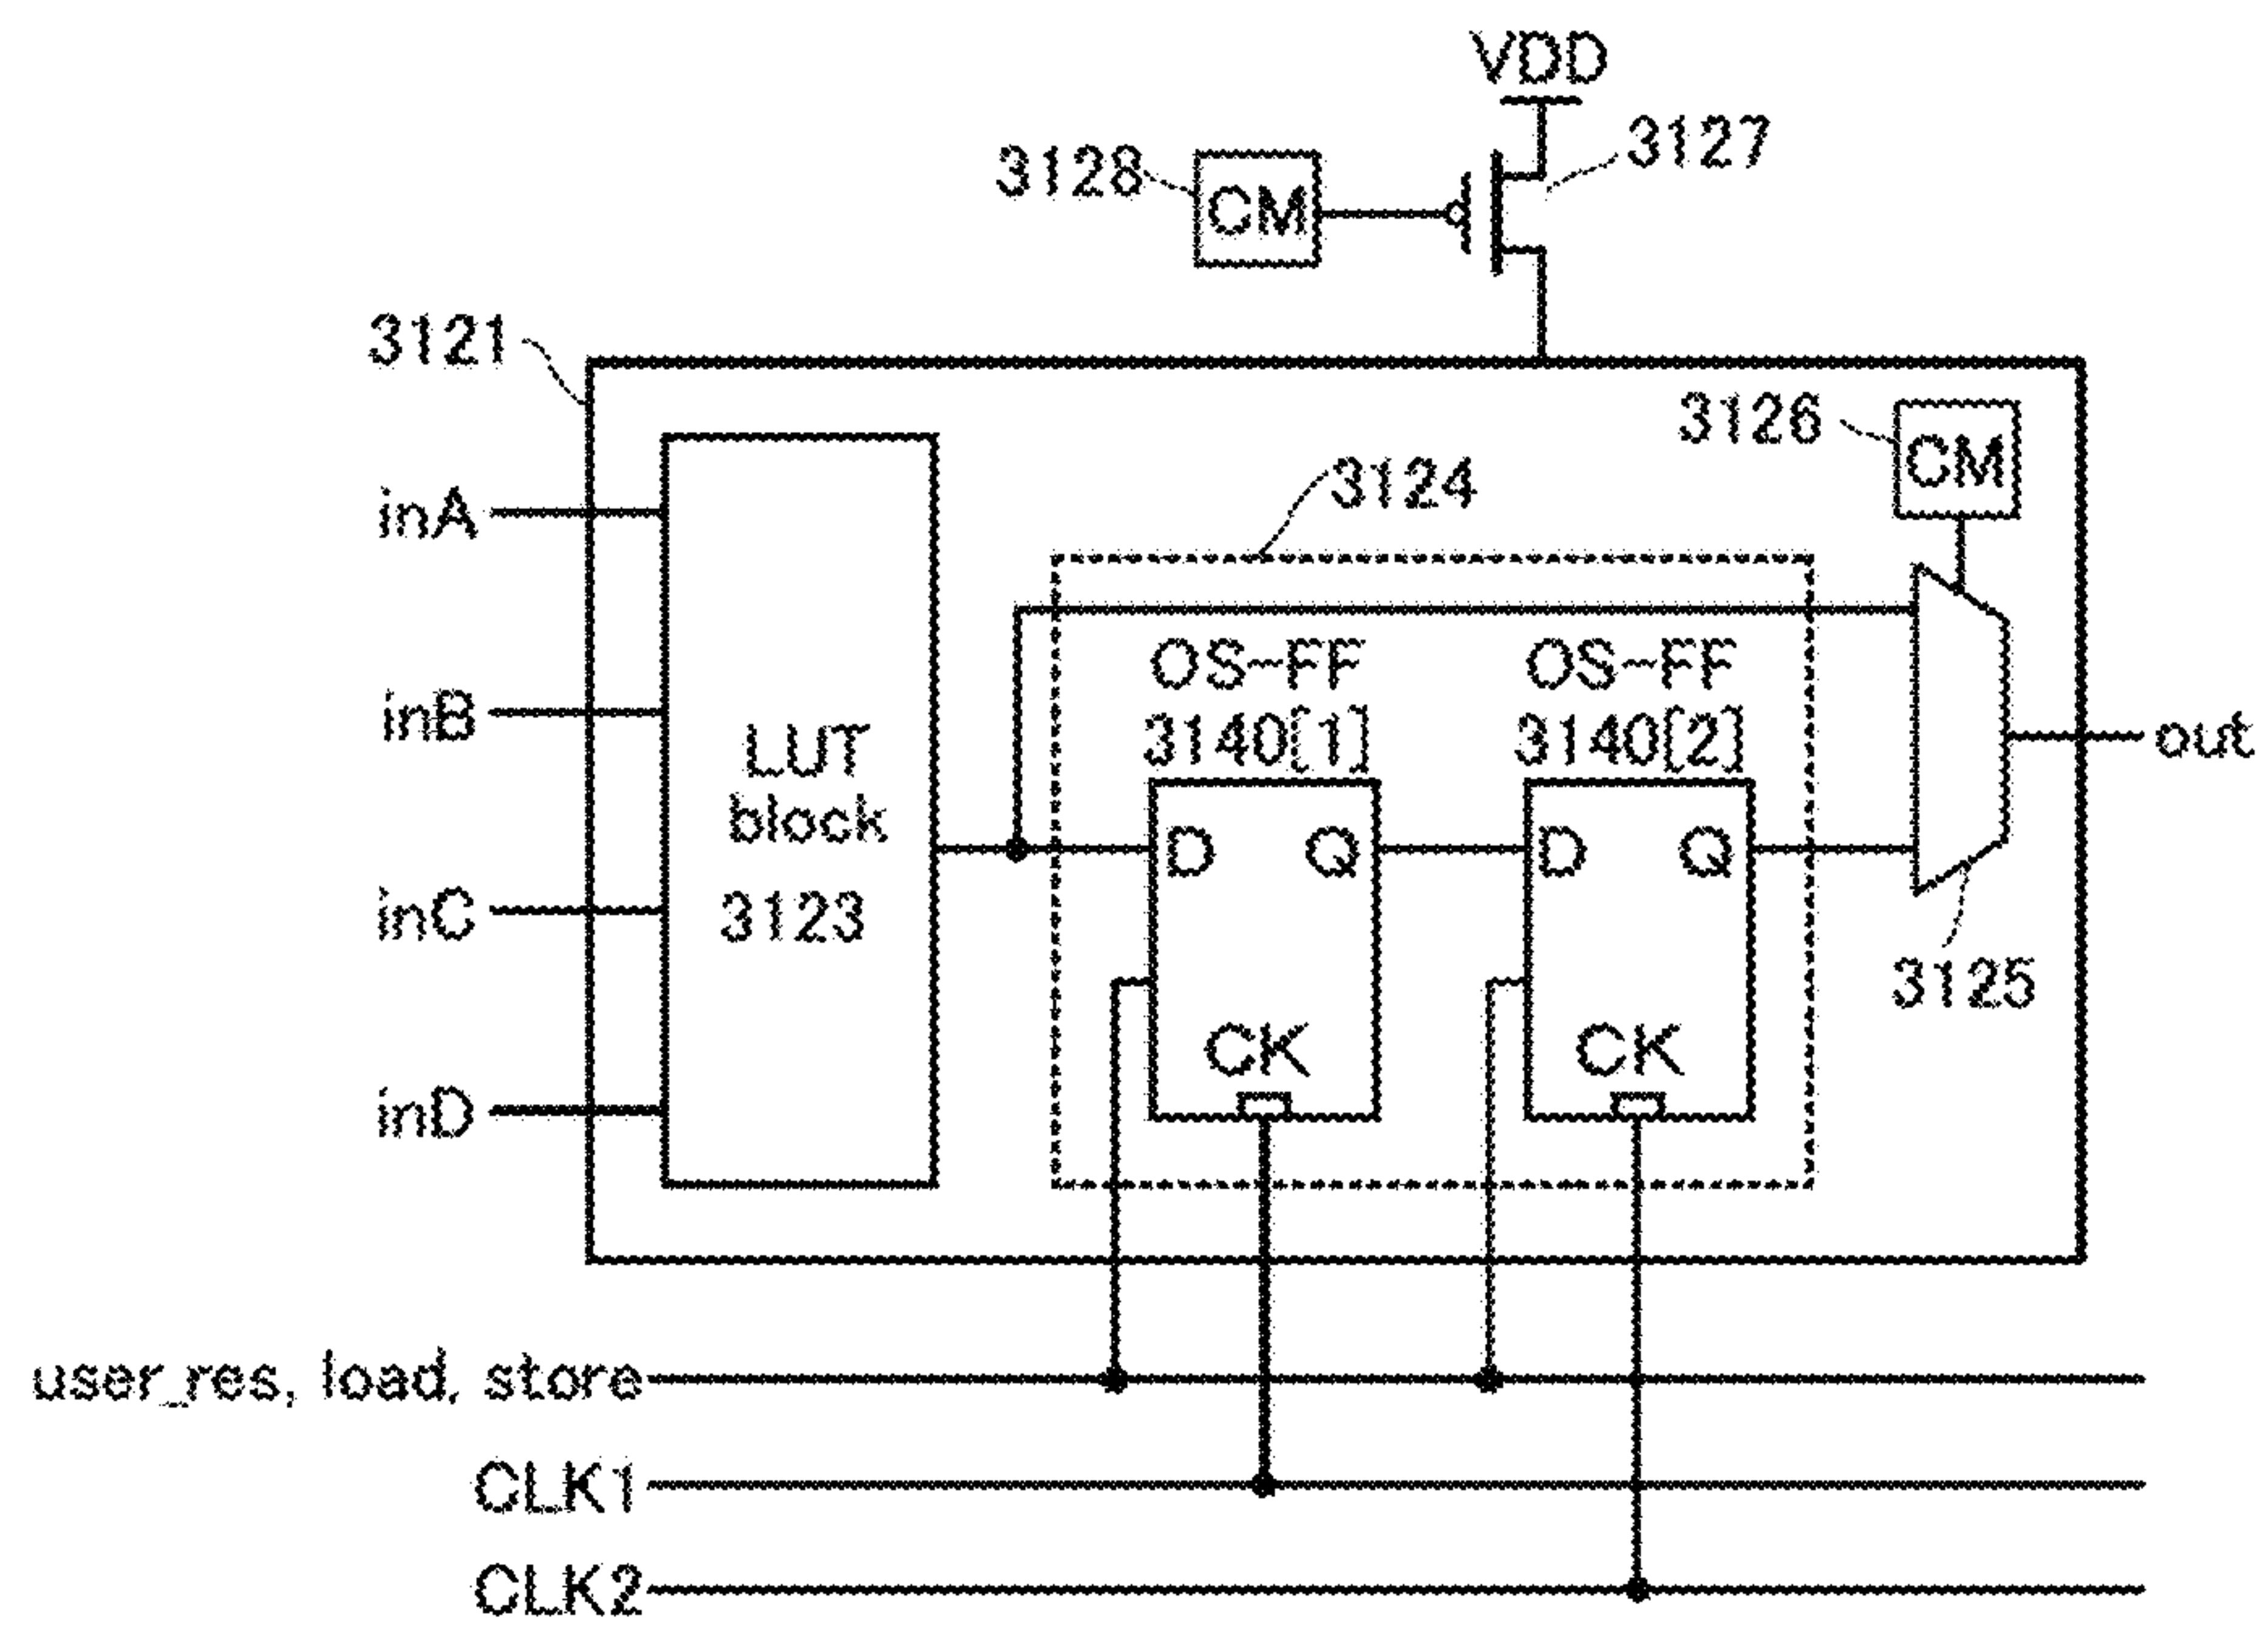 VDD
3127
3128
CM
3121
3126
CM
3124
inA
OS-FF
3140[1]
OS-FF
3140[2]
inB
LUT
block
3123
out
D
Q
D
Q
inC
3125
CK
CK
inD
user_res, load, store
CLK1
CLK2